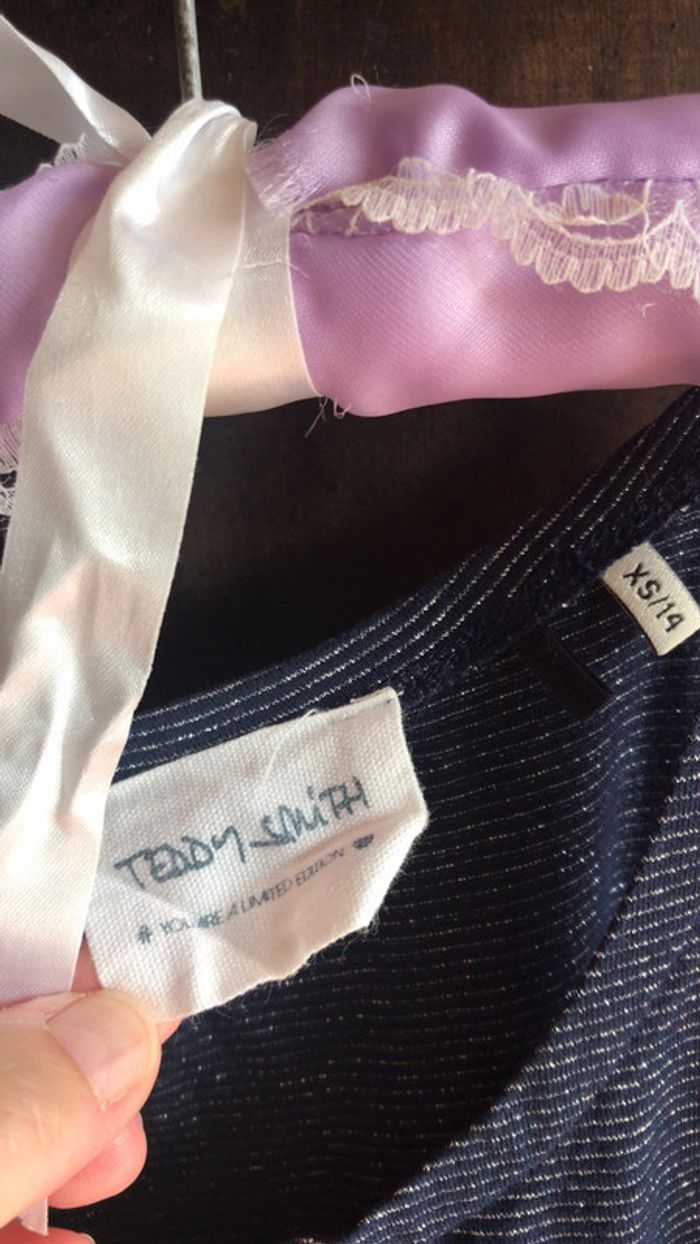 XS/14
TEDDY SMITH
# YOU ARE A LIMITED EDITION